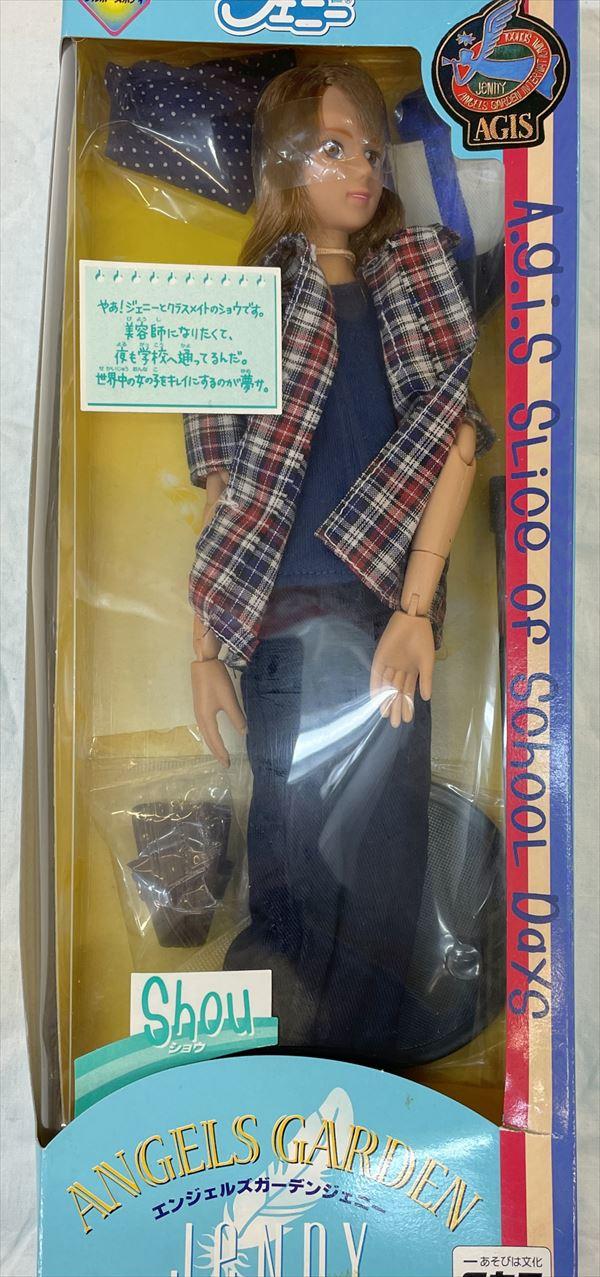 ジェニー
JENNY
AGIS
やあ!ジェニーとクラスメイトのショウです。
美容師になりたくて、
夜も学校へ通ってるんだ。
世界中の女の子をキレイにするのが夢サ。
A.g.i.S SLice of School Days
Shou
ショウ
ANGELS GARDEN
エンジェルズガーデンジェニー
JeNNY
あそびは文化